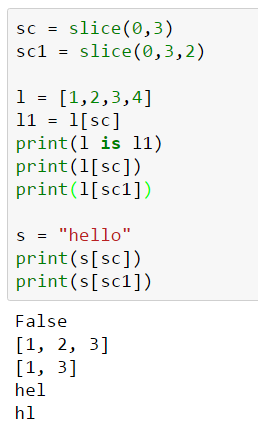 sc = slice(0,3)
sc1 = slice(0,3,2)
l = [1,2,3,4]
l1 = l[sc]
print(l is l1)
print(l[sc])
print(l[sc1])
s = "hello"
print(s[sc])
print(s[sc1])
False
[1, 2, 3]
[1, 3]
hel
hl